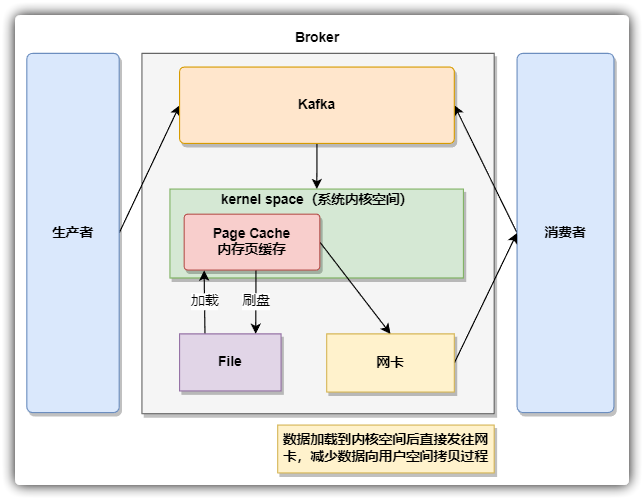 Broker
Kafka
kernel space（系统内核空间）
生产者
Page Cache
内存页缓存
消费者
加载
刷盘
File
网卡
数据加载到内核空间后直接发往网
卡，减少数据向用户空间拷贝过程